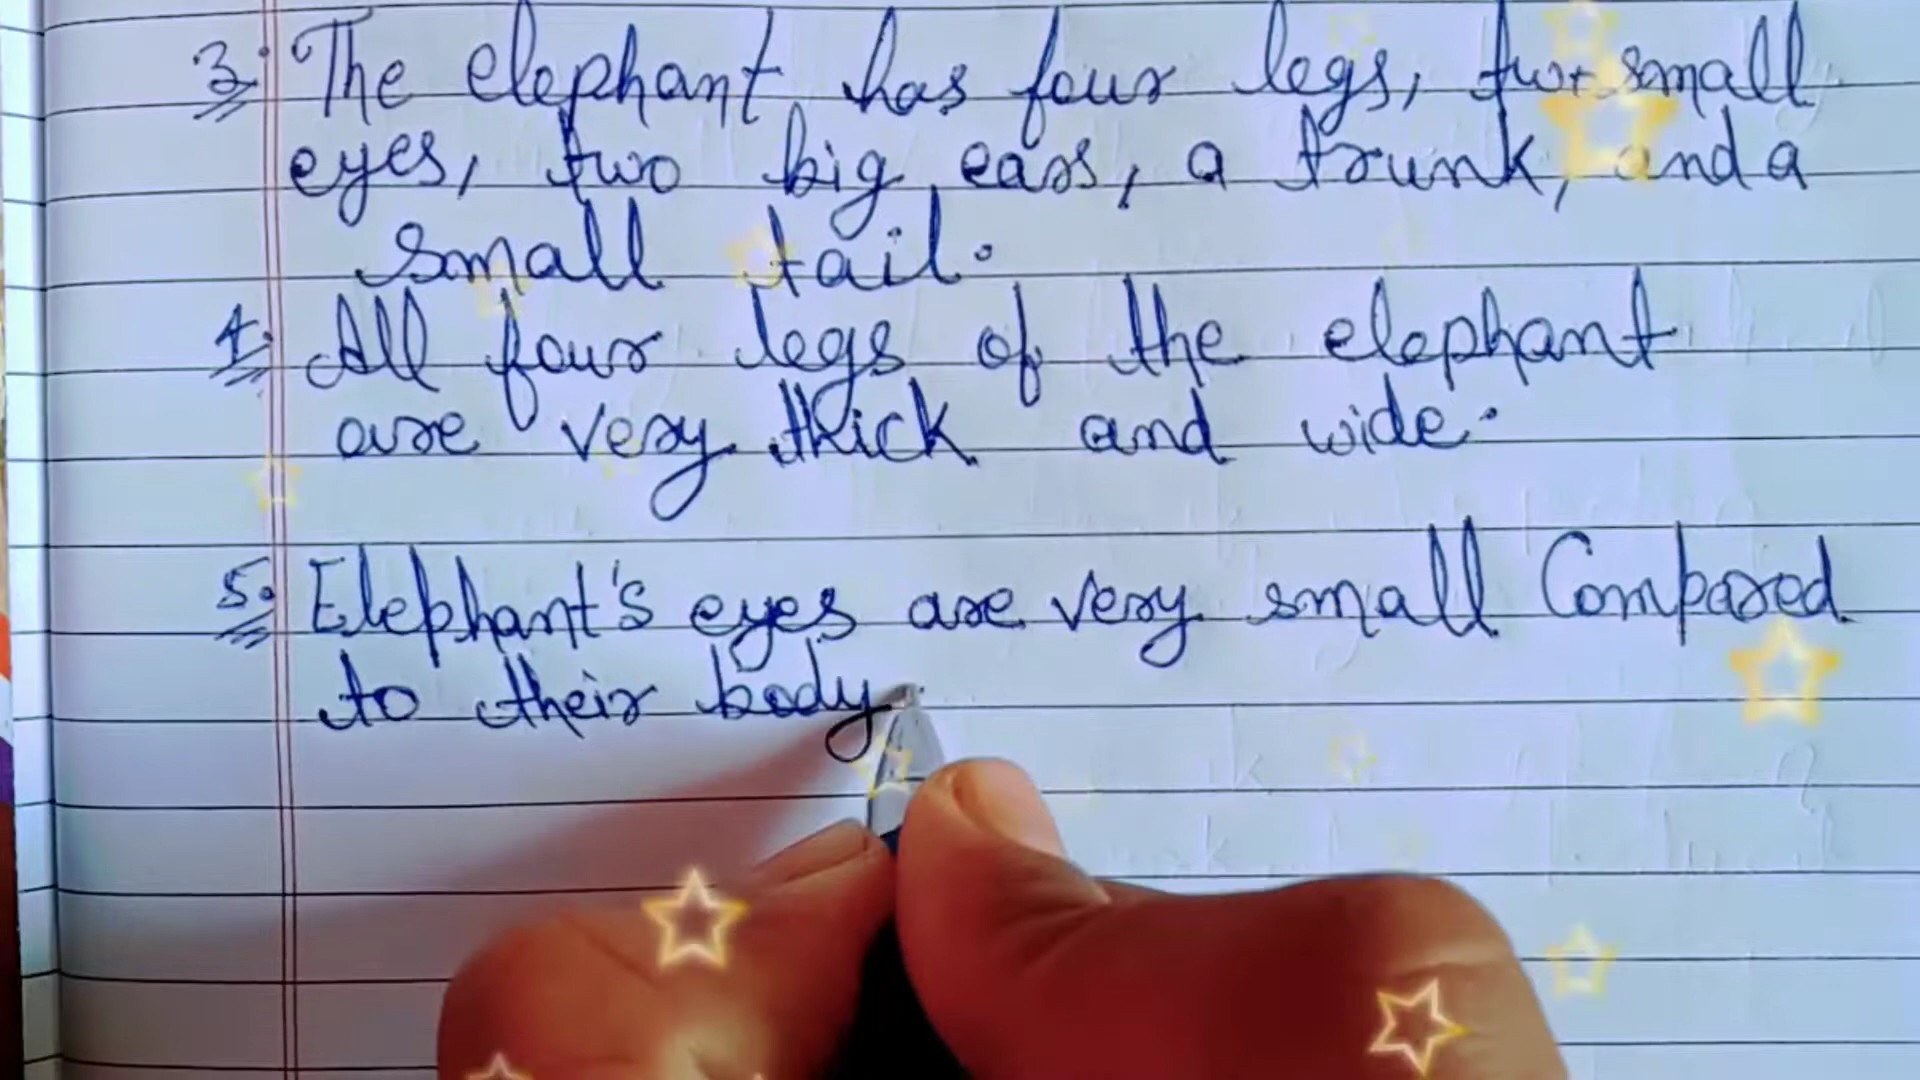 3. The elephant has four legs, two small
eyes, two big ears, a trunk, and a
small tail.
4. All four legs of the elephant
are very thick and wide.
5. Elephant's eyes are very small Compared
to their body